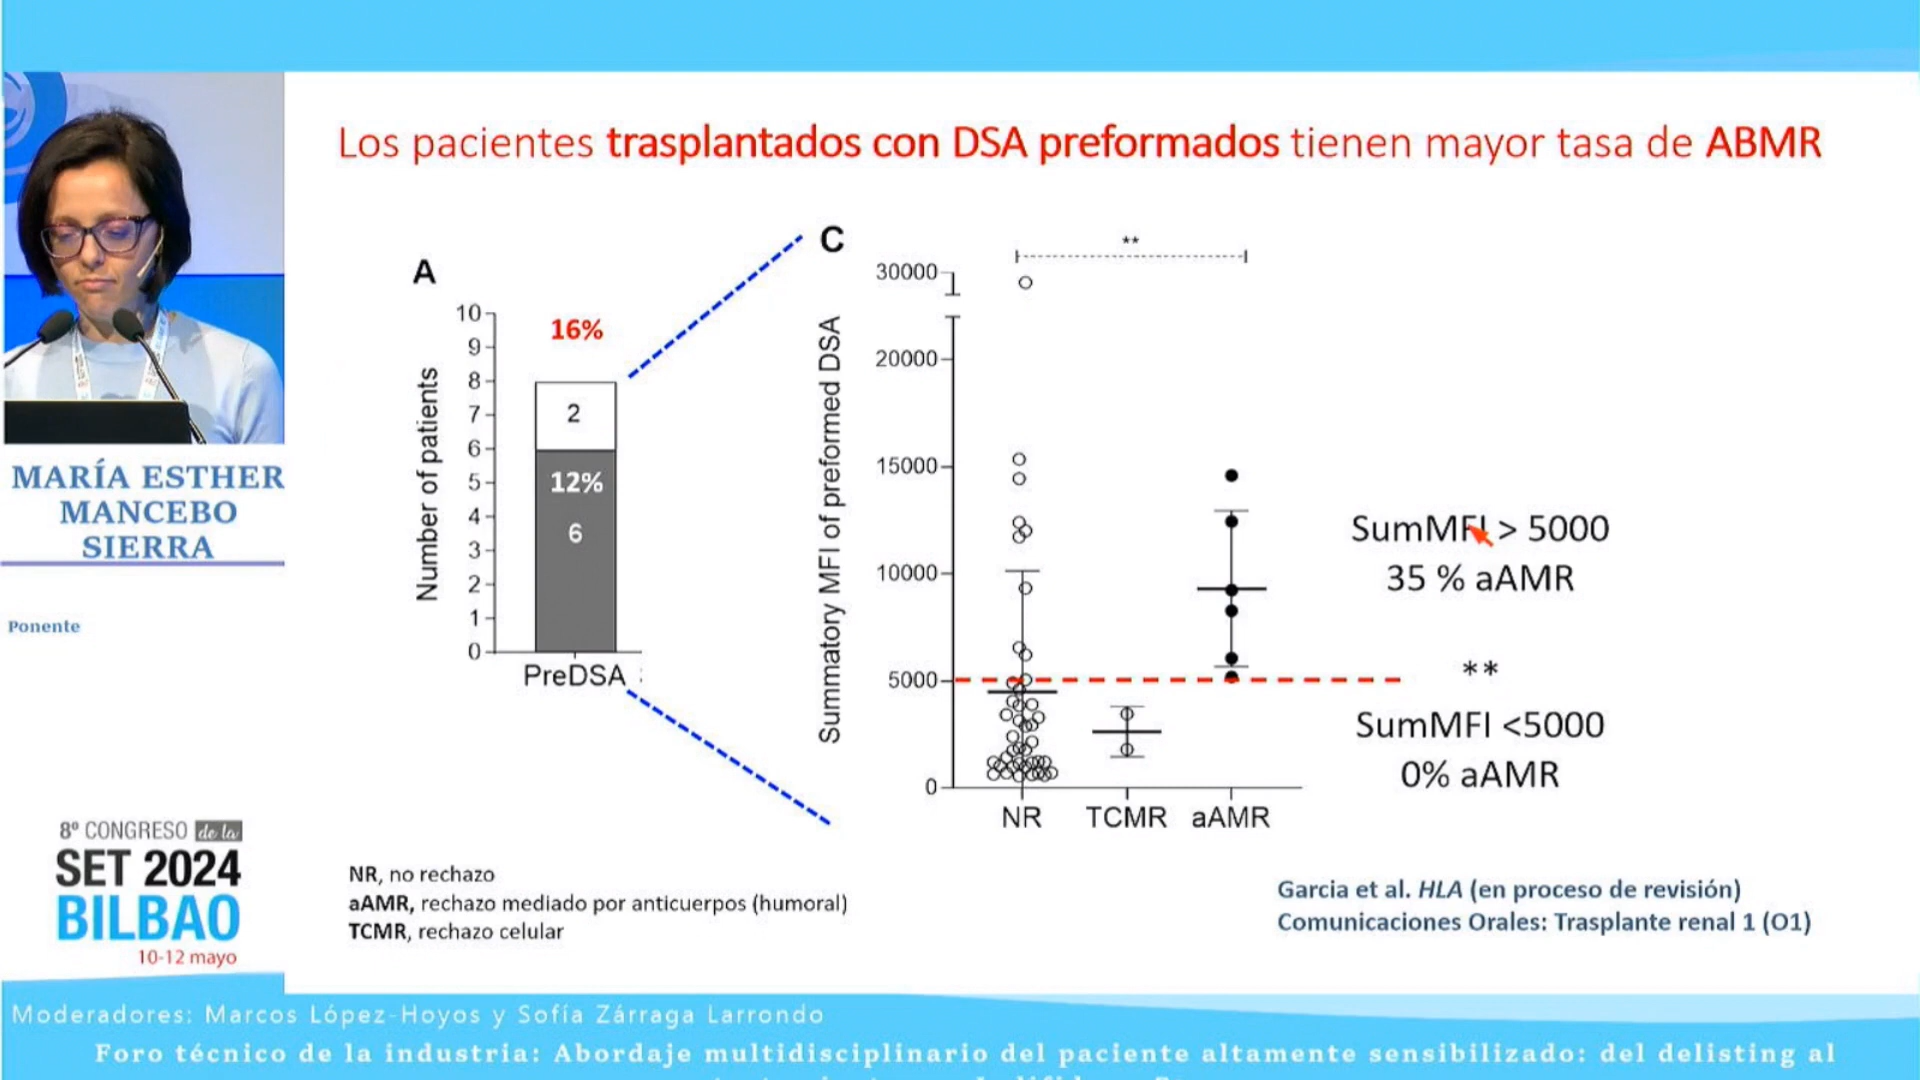 Los pacientes trasplantados con DSA preformados tienen mayor tasa de ABMR
A
Number of patients
10
9
8
7
6
5
4
3
2
1
0
16%
2
12%
6
PreDSA
C
Summatory MFI of preformed DSA
30000
20000
15000
10000
5000
0
**
NR
TCMR
aAMR
SumMFI > 5000
35 % aAMR
**
SumMFI <5000
0% aAMR
NR, no rechazo
aAMR, rechazo mediado por anticuerpos (humoral)
TCMR, rechazo celular
Garcia et al. HLA (en proceso de revisión)
Comunicaciones Orales: Trasplante renal 1 (O1)
MARÍA ESTHER
MANCEBO
SIERRA
Ponente
8º CONGRESO de la
SET 2024
BILBAO
10-12 mayo
Moderadores: Marcos López-Hoyos y Sofía Zárraga Larrondo
Foro técnico de la industria: Abordaje multidisciplinario del paciente altamente sensibilizado: del delisting al